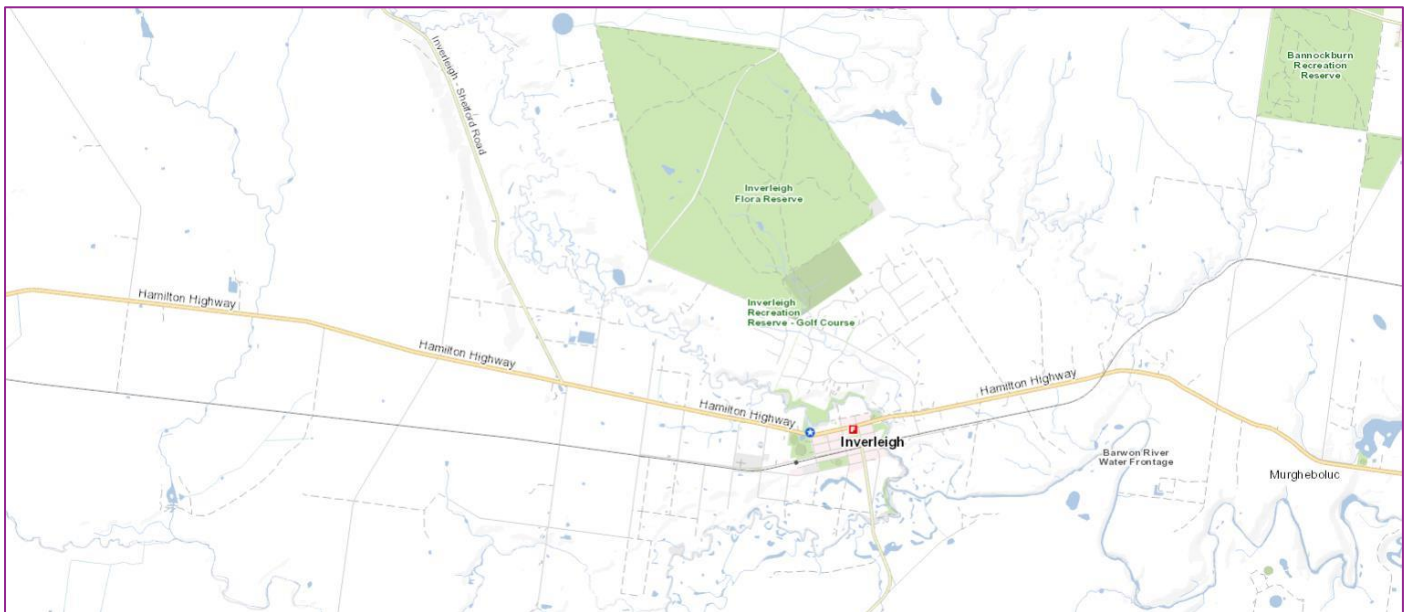 Bannockburn
Recreation
Reserve
Inverleigh - Shelford Road
Inverleigh
Flora Reserve
Hamilton Highway
Inverleigh
Recreation
Reserve - Golf Course
Hamilton Highway
Hamilton Highway
Hamilton Highway
Inverleigh
Barwon River
Water Frontage
Murgheboluc